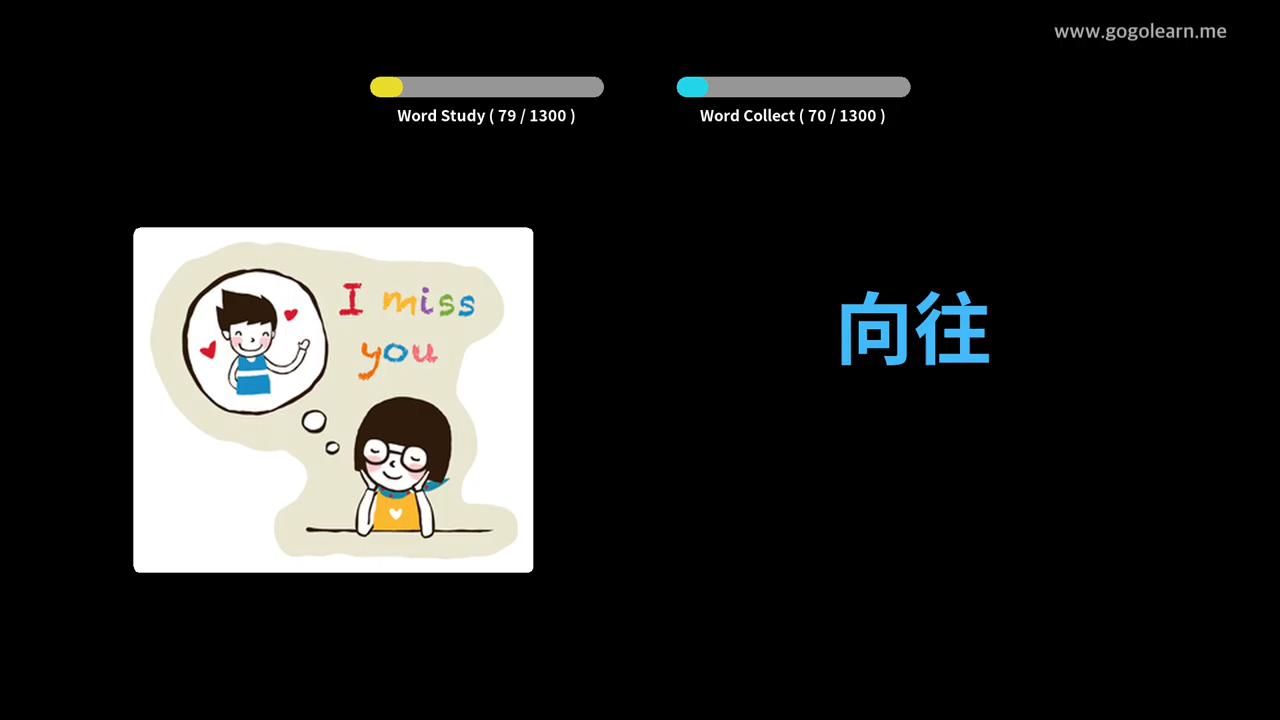 www.gogolearn.me
Word Study ( 79 / 1300 )
Word Collect ( 70 / 1300 )
I miss
you
向往